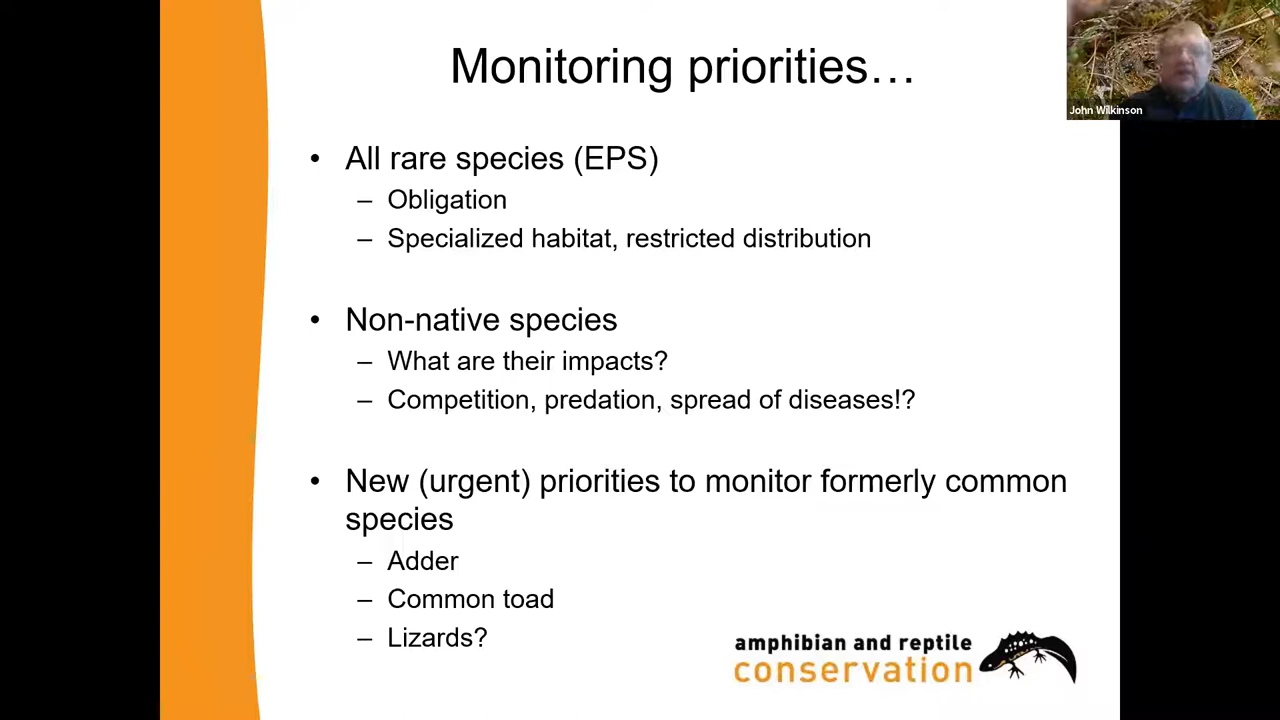 Monitoring priorities…
John Wilkinson
• All rare species (EPS)
– Obligation
– Specialized habitat, restricted distribution
• Non-native species
– What are their impacts?
– Competition, predation, spread of diseases!?
• New (urgent) priorities to monitor formerly common
species
– Adder
– Common toad
– Lizards?
amphibian and reptile
conservation